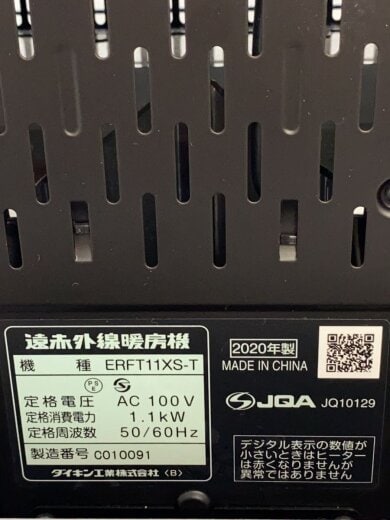 遠赤外線暖房機
機 種 ERFT11XS-T
PS
E
定格電圧 AC 100V
定格消費電力 1.1kW
定格周波数 50/60Hz
製造番号 C010091
ダイキン工業株式会社 〈B〉
2020年製
MADE IN CHINA
JQA JQ10129
デジタル表示の数値が
小さいときはヒーター
は赤くなりませんが
異常ではありません